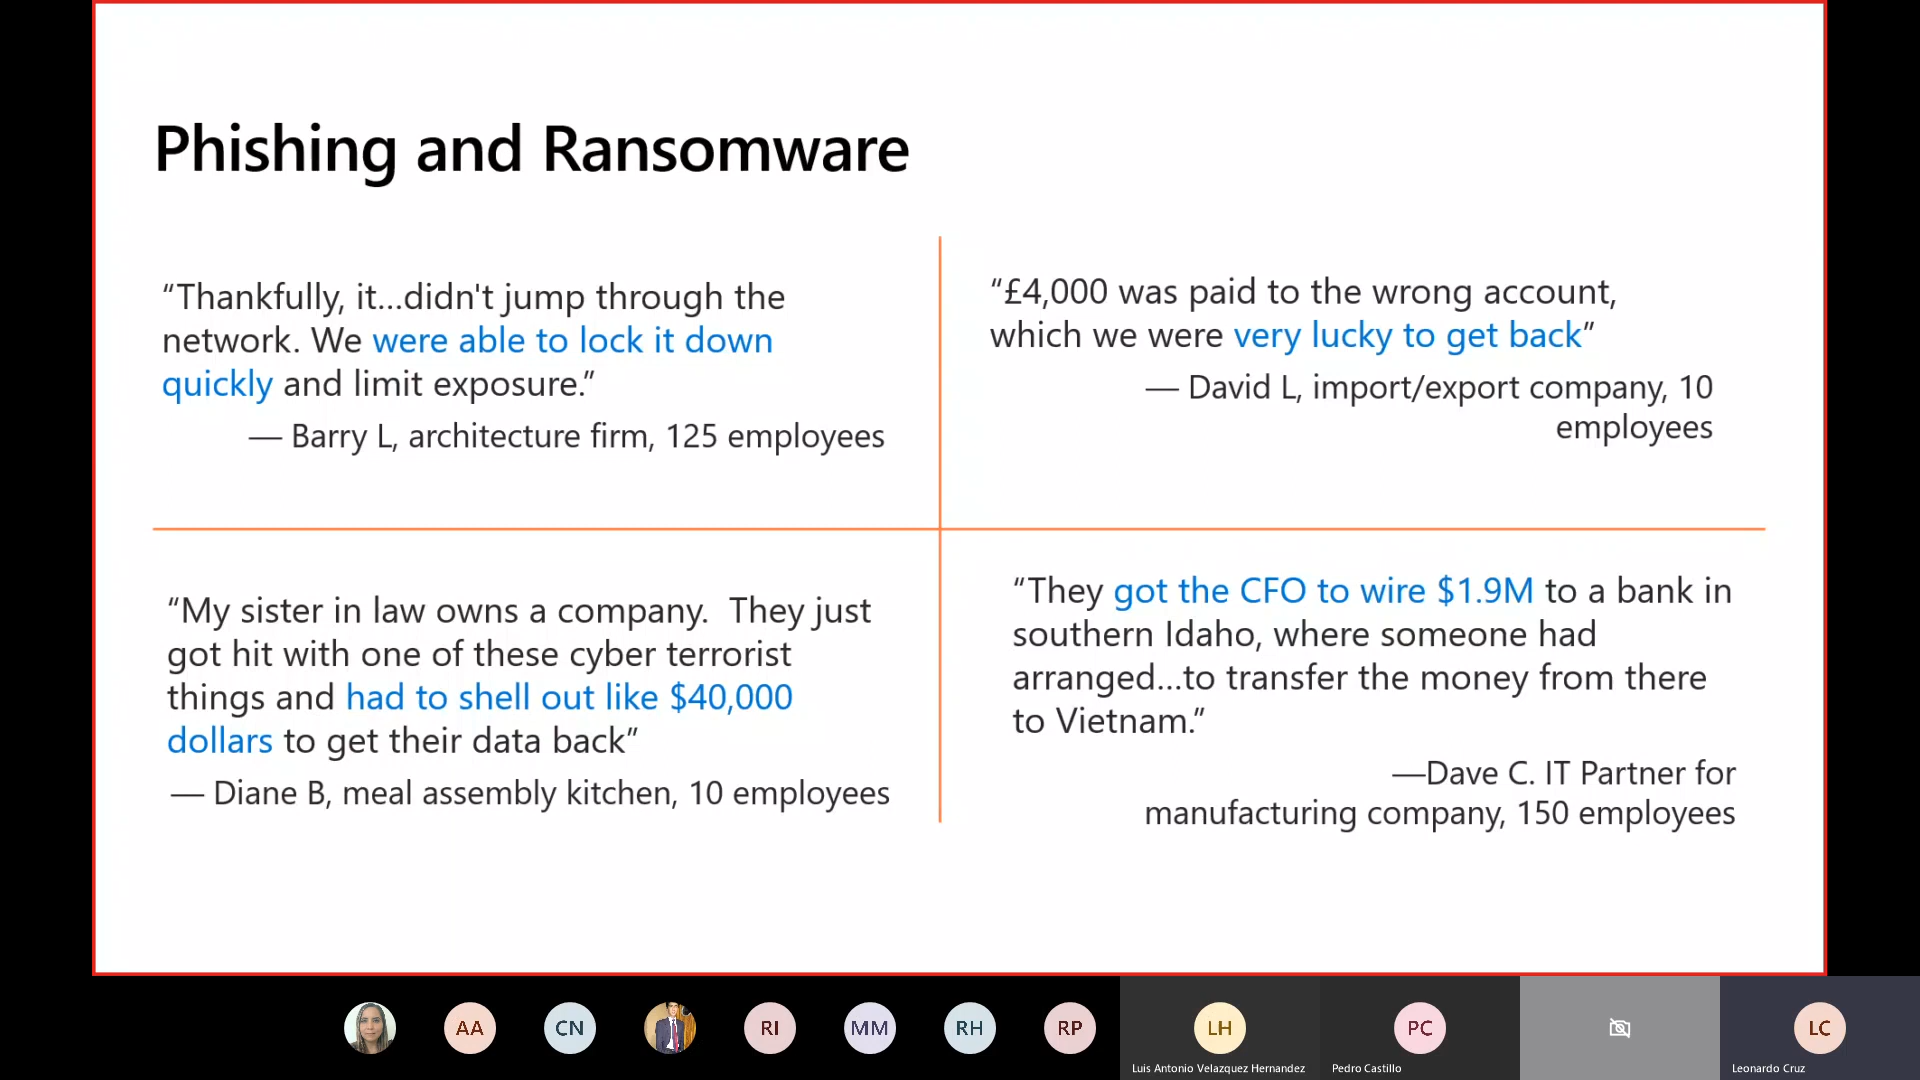 Phishing and Ransomware
“Thankfully, it...didn't jump through the
network. We were able to lock it down
quickly and limit exposure.”
— Barry L, architecture firm, 125 employees
“£4,000 was paid to the wrong account,
which we were very lucky to get back”
— David L, import/export company, 10
employees
“My sister in law owns a company.  They just
got hit with one of these cyber terrorist
things and had to shell out like $40,000
dollars to get their data back”
— Diane B, meal assembly kitchen, 10 employees
“They got the CFO to wire $1.9M to a bank in
southern Idaho, where someone had
arranged...to transfer the money from there
to Vietnam.”
—Dave C. IT Partner for
manufacturing company, 150 employees
AA
CN
RI
MM
RH
RP
LH
PC
LC
Luis Antonio Velazquez Hernandez
Pedro Castillo
Leonardo Cruz